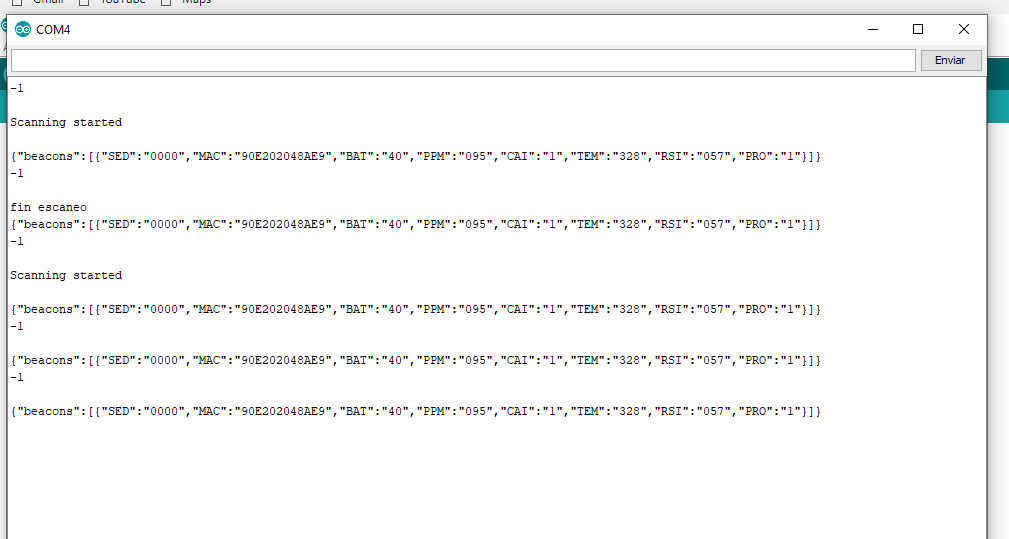 Gmail
YouTube
Maps
COM4
Enviar
-1
Scanning started
{"beacons":[{"SED":"0000","MAC":"90E202048AE9","BAT":"40","PPM":"095","CAI":"1","TEM":"328","RSI":"057","PRO":"1"}]}
-1
fin escaneo
{"beacons":[{"SED":"0000","MAC":"90E202048AE9","BAT":"40","PPM":"095","CAI":"1","TEM":"328","RSI":"057","PRO":"1"}]}
-1
Scanning started
{"beacons":[{"SED":"0000","MAC":"90E202048AE9","BAT":"40","PPM":"095","CAI":"1","TEM":"328","RSI":"057","PRO":"1"}]}
-1
{"beacons":[{"SED":"0000","MAC":"90E202048AE9","BAT":"40","PPM":"095","CAI":"1","TEM":"328","RSI":"057","PRO":"1"}]}
-1
{"beacons":[{"SED":"0000","MAC":"90E202048AE9","BAT":"40","PPM":"095","CAI":"1","TEM":"328","RSI":"057","PRO":"1"}]}